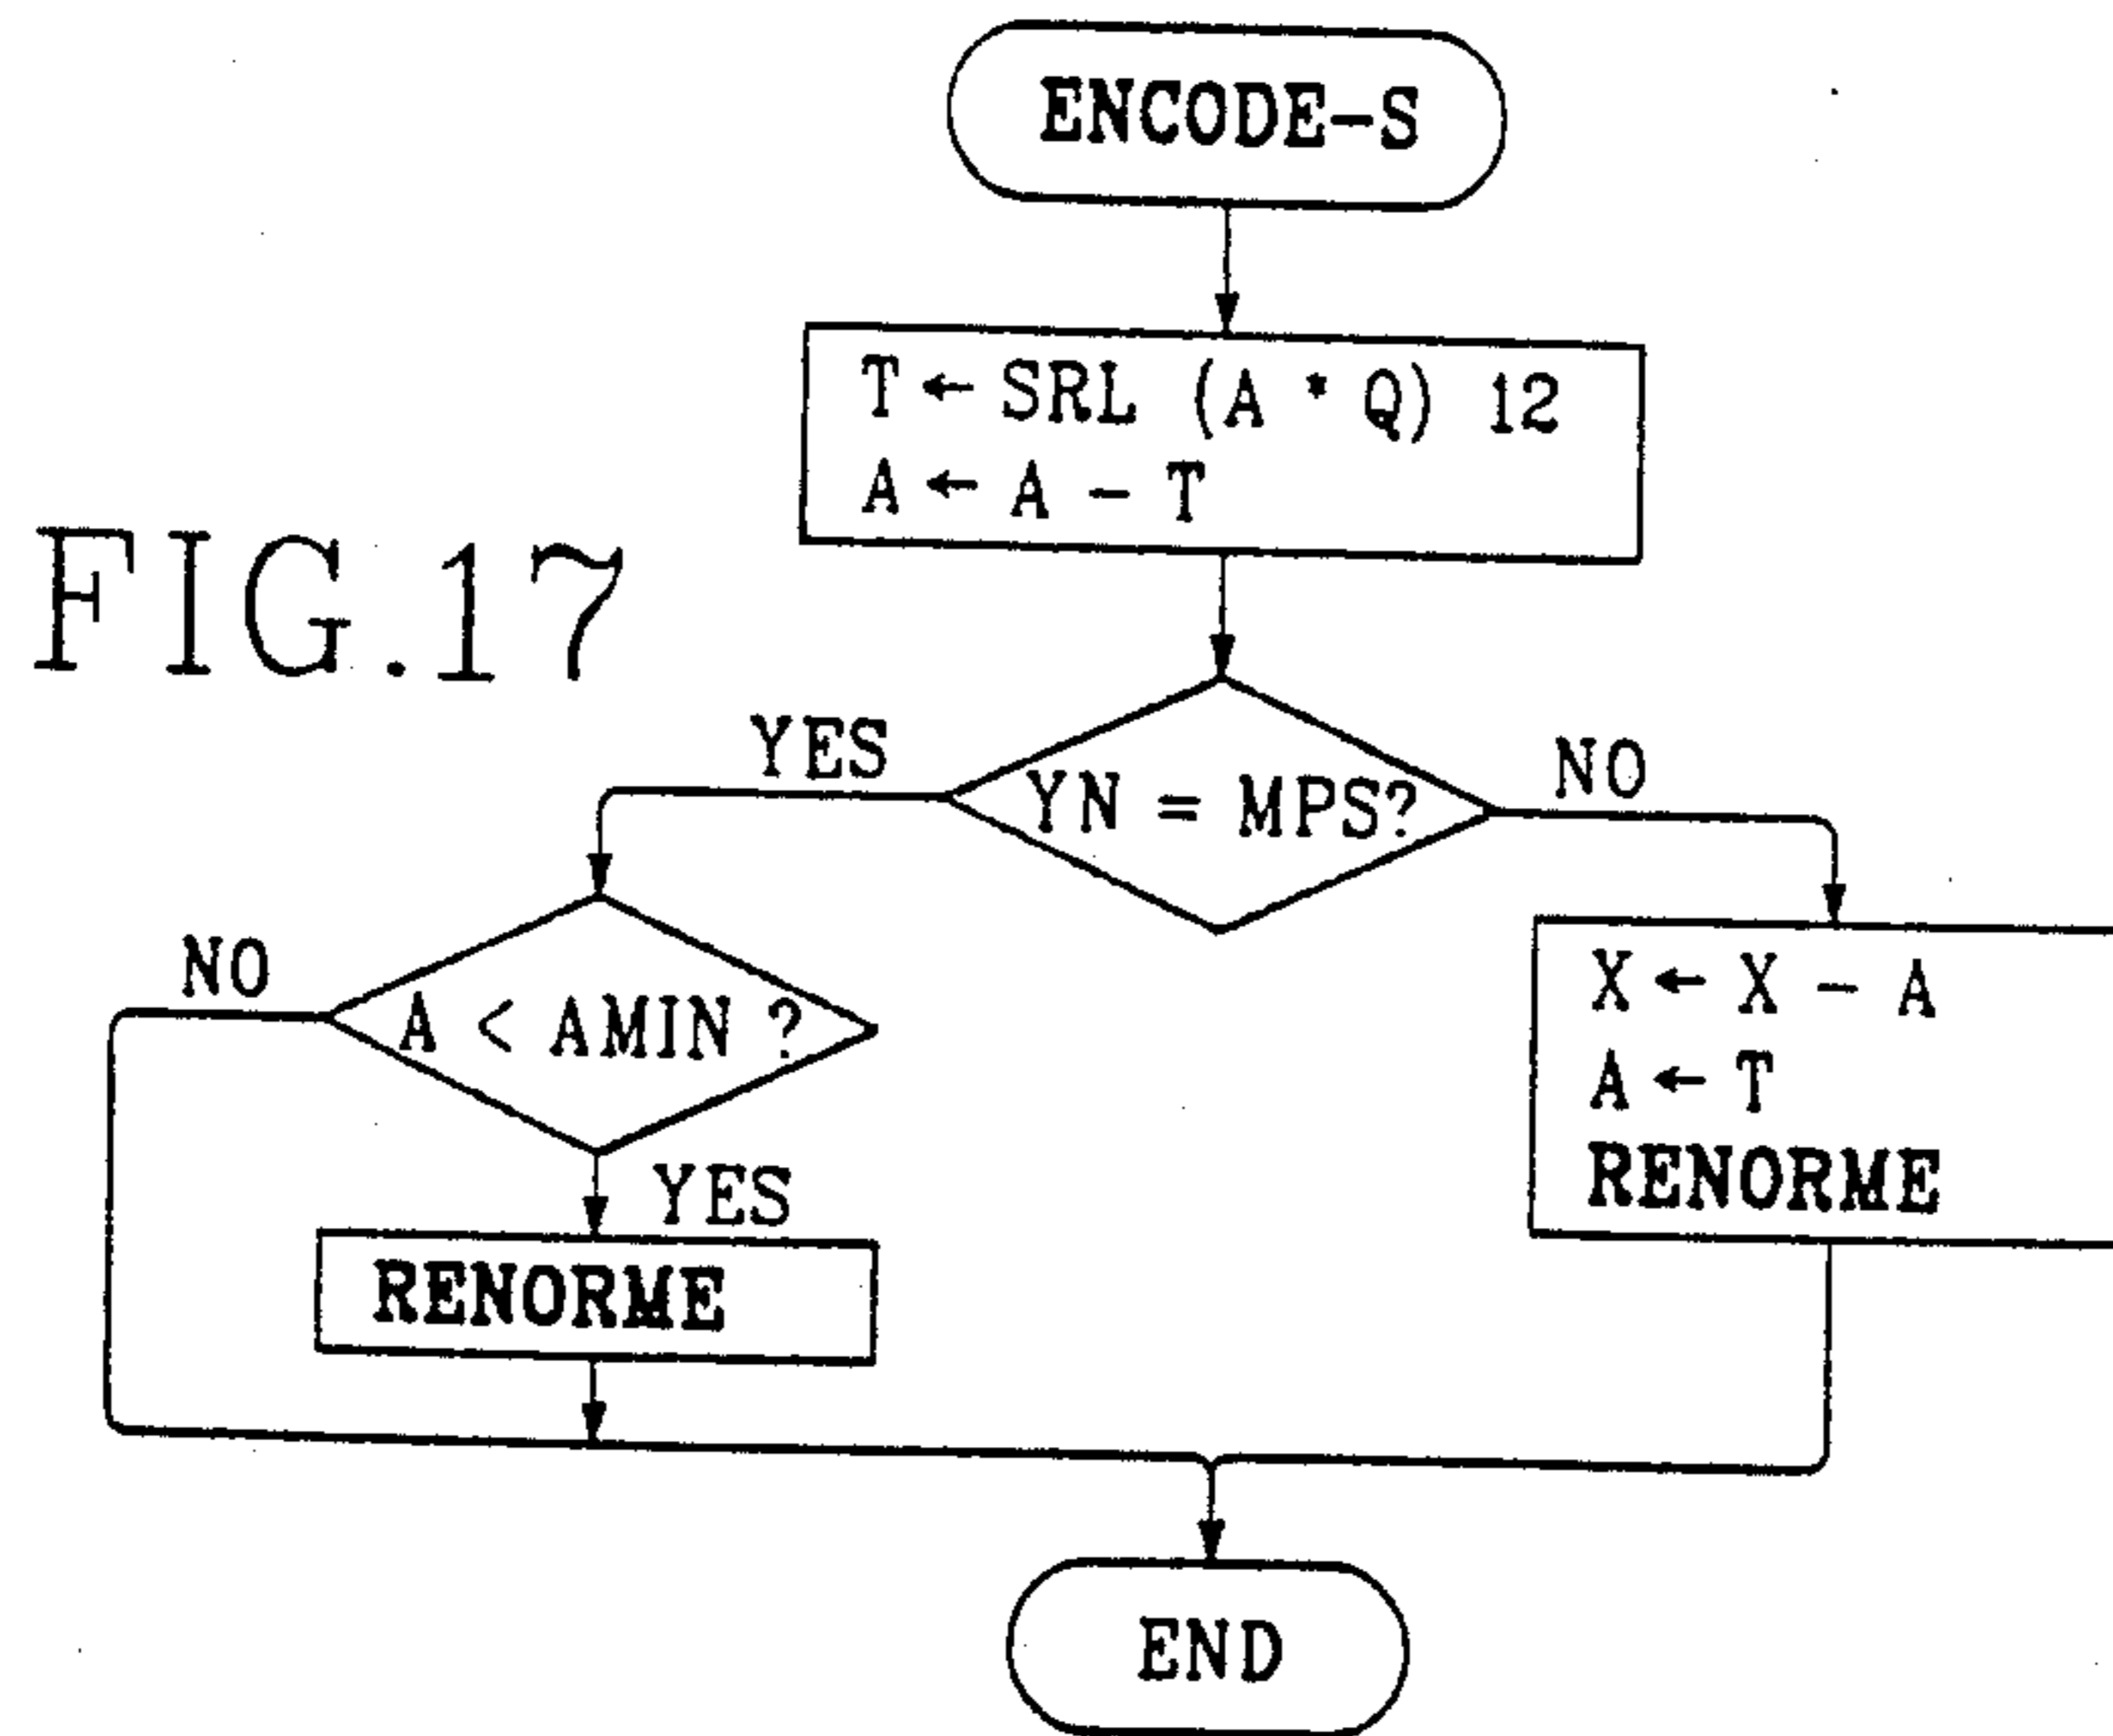 ENCODE-S
T ← SRL (A * Q) 12
A ← A - T
FIG.17
YES
YN = MPS?
NO
NO
A < AMIN ?
X ← X - A
A ← T
RENORME
YES
RENORME
END